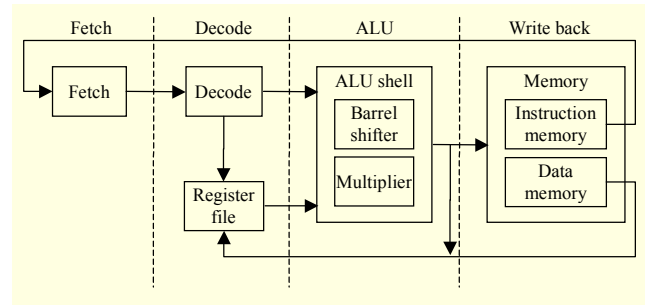 Fetch
Decode
ALU
Write back
Fetch
Decode
ALU shell
Barrel
shifter
Multiplier
Register
file
Memory
Instruction
memory
Data
memory